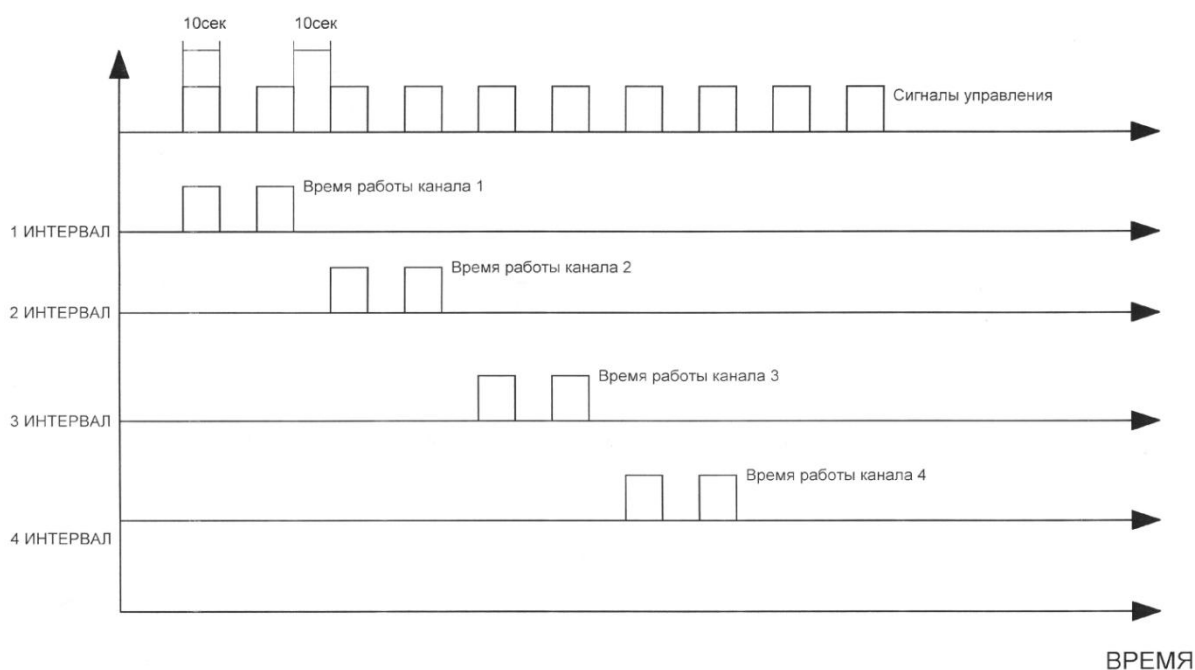 10сек 10сек
Сигналы управления
Время работы канала 1
1 ИНТЕРВАЛ
Время работы канала 2
2 ИНТЕРВАЛ
Время работы канала 3
3 ИНТЕРВАЛ
Время работы канала 4
4 ИНТЕРВАЛ
ВРЕМЯ